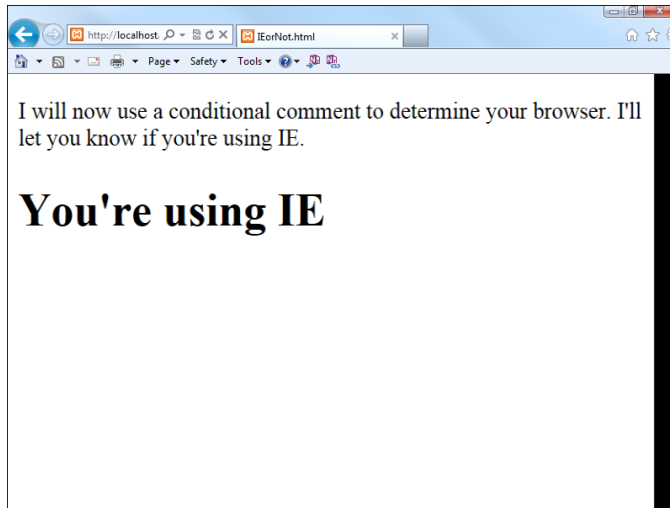 http://localhost
IEorNot.html
Page Safety Tools
I will now use a conditional comment to determine your browser. I'll
let you know if you're using IE.
You're using IE